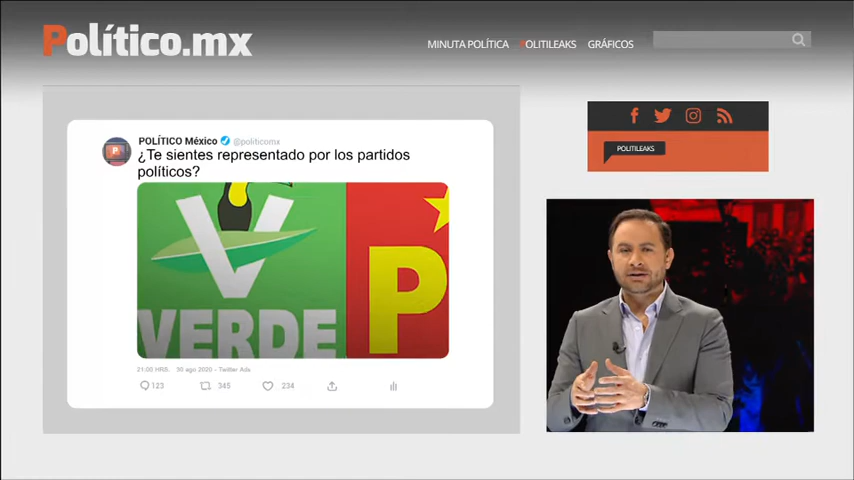 Político.mx
MINUTA POLÍTICA POLITILEAKS GRÁFICOS
POLITILEAKS
POLÍTICO México @politicomx
¿Te sientes representado por los partidos
políticos?
VERDE
P
21:00 HRS. 30 ago 2020 - Twitter Ads
123 345 234